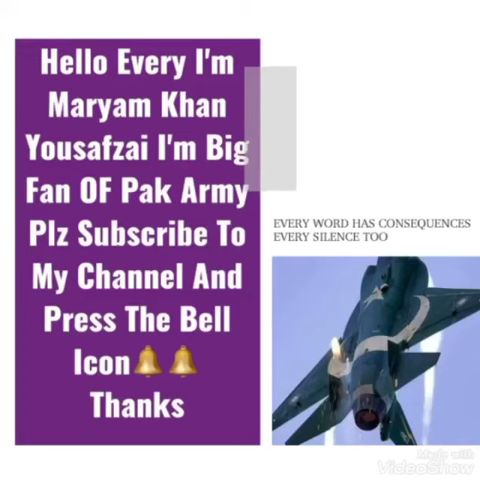 Hello Every I'm
Maryam Khan
Yousafzai I'm Big
Fan OF Pak Army
Plz Subscribe To
My Channel And
Press The Bell
Icon🔔🔔
Thanks
EVERY WORD HAS CONSEQUENCES
EVERY SILENCE TOO
Made with
VideoShow